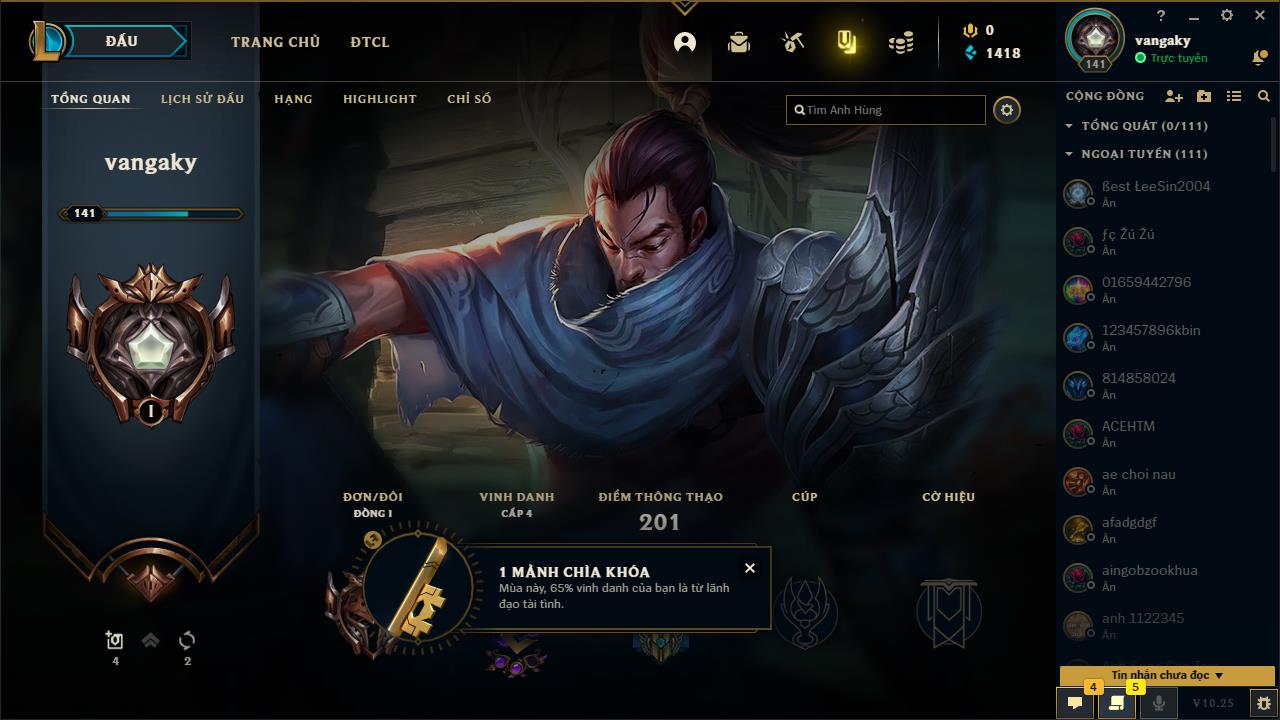 ĐẤU
TRANG CHỦ
ĐTCL
0
1418
?
vangaky
Trực tuyến
141
TỔNG QUAN
LỊCH SỬ ĐẤU
HẠNG
HIGHLIGHT
CHỈ SỐ
Tìm Anh Hùng
CỘNG ĐỒNG
TỔNG QUÁT (0/111)
NGOẠI TUYẾN (111)
vangaky
141
I
4
2
ĐƠN/ĐÔI
ĐỒNG I
VINH DANH
CẤP 4
ĐIỂM THÔNG THẠO
201
CÚP
CỜ HIỆU
1 MẢNH CHÌA KHÓA
Mùa này, 65% vinh danh của bạn là từ lãnh
đạo tài tình.
ßest ŁeeSin2004
Ẩn
ƒç Žú Žú
Ẩn
01659442796
Ẩn
123457896kbin
Ẩn
814858024
Ẩn
ACEHTM
Ẩn
ae choi nau
Ẩn
afadgdgf
Ẩn
aingobzookhua
Ẩn
anh 1122345
Ẩn
Tin nhắn chưa đọc
4
5
V10.25